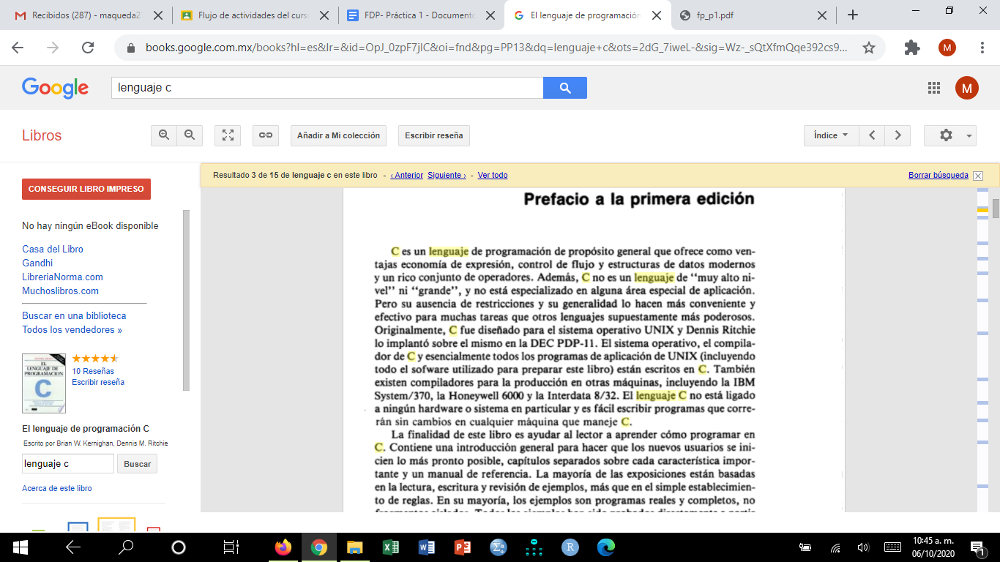 Recibidos (287) - maqueda2
Flujo de actividades del curs
FDP- Práctica 1 - Documento
El lenguaje de programación
fp_p1.pdf
books.google.com.mx/books?hl=es&lr=&id=OpJ_0zpF7jIC&oi=fnd&pg=PP13&dq=lenguaje+c&ots=2dG_7iweL-&sig=Wz-_sQtXfmQqe392cs9...
M
Google
lenguaje c
M
Libros
Añadir a Mi colección
Escribir reseña
Índice
Resultado 3 de 15 de lenguaje c en este libro - ‹ Anterior Siguiente › - Ver todo
Borrar búsqueda
CONSEGUIR LIBRO IMPRESO
No hay ningún eBook disponible
Casa del Libro
Gandhi
LibreriaNorma.com
Muchoslibros.com
Buscar en una biblioteca
Todos los vendedores »
EL
LENGUAJE DE
PROGRAMACION
C
10 Reseñas
Escribir reseña
El lenguaje de programación C
Escrito por Brian W. Kernighan, Dennis M. Ritchie
lenguaje c
Buscar
Acerca de este libro
Prefacio a la primera edición
C es un lenguaje de programación de propósito general que ofrece como ven-
tajas economía de expresión, control de flujo y estructuras de datos modernos
y un rico conjunto de operadores. Además, C no es un lenguaje de “muy alto ni-
vel” ni “grande”, y no está especializado en alguna área especial de aplicación.
Pero su ausencia de restricciones y su generalidad lo hacen más conveniente y
efectivo para muchas tareas que otros lenguajes supuestamente más poderosos.
Originalmente, C fue diseñado para el sistema operativo UNIX y Dennis Ritchie
lo implantó sobre el mismo en la DEC PDP-11. El sistema operativo, el compila-
dor de C y esencialmente todos los programas de aplicación de UNIX (incluyendo
todo el sofware utilizado para preparar este libro) están escritos en C. También
existen compiladores para la producción en otras máquinas, incluyendo la IBM
System/370, la Honeywell 6000 y la Interdata 8/32. El lenguaje C no está ligado
a ningún hardware o sistema en particular y es fácil escribir programas que corre-
rán sin cambios en cualquier máquina que maneje C.
La finalidad de este libro es ayudar al lector a aprender cómo programar en
C. Contiene una introducción general para hacer que los nuevos usuarios se ini-
cien lo más pronto posible, capítulos separados sobre cada característica impor-
tante y un manual de referencia. La mayoría de las exposiciones están basadas
en la lectura, escritura y revisión de ejemplos, más que en el simple establecimien-
to de reglas. En su mayoría, los ejemplos son programas reales y completos, no
10:45 a. m.
06/10/2020
1